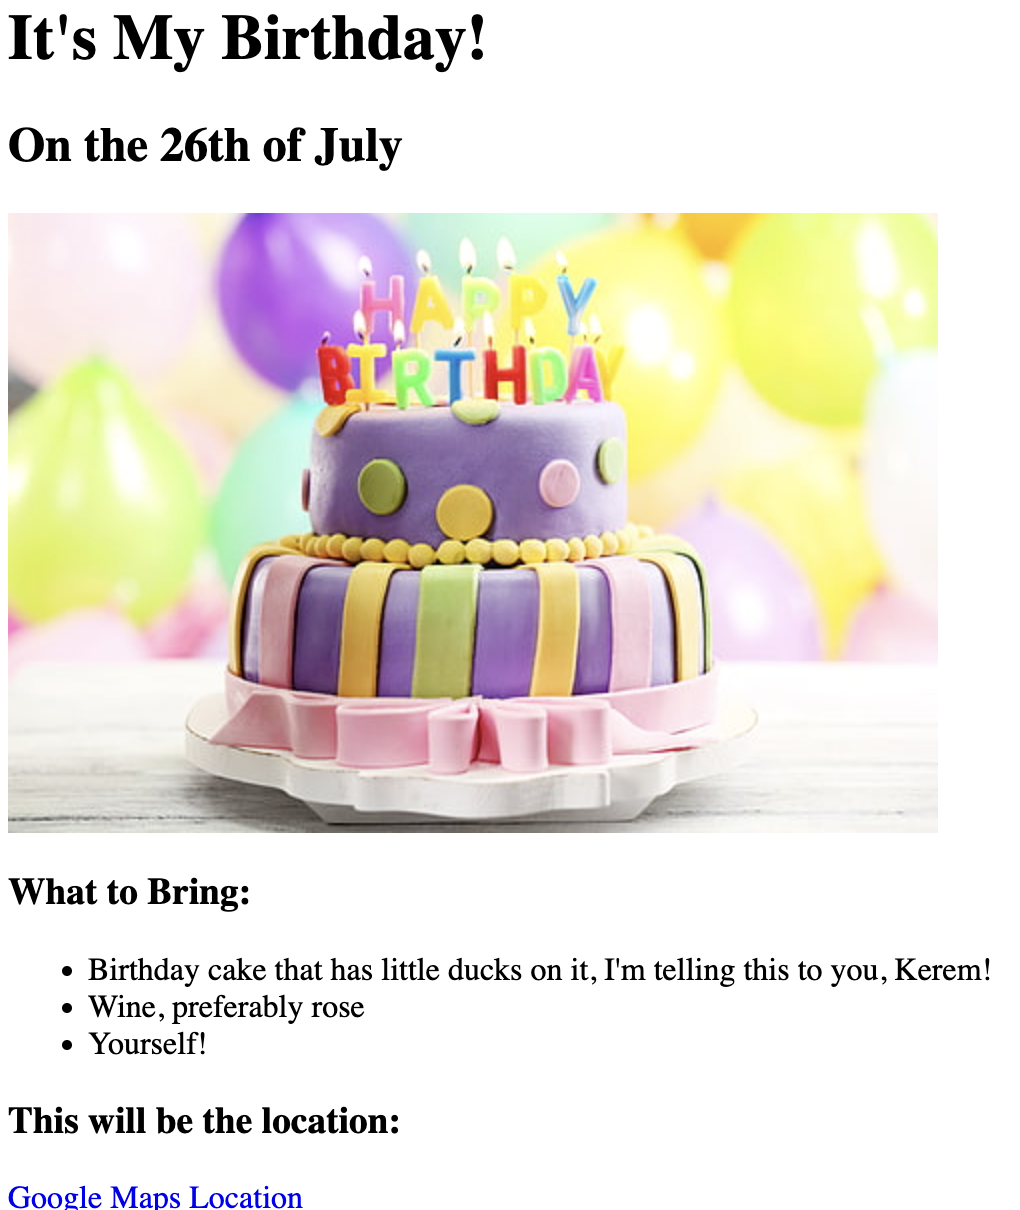 It's My Birthday!
On the 26th of July
HAPPY
BIRTHDAY
What to Bring:
Birthday cake that has little ducks on it, I'm telling this to you, Kerem!
Wine, preferably rose
Yourself!
This will be the location:
Google Maps Location